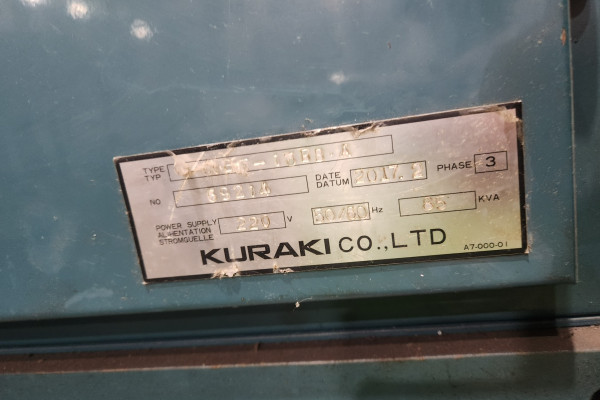 TYPE
TYP
NO 69214 DATE
DATUM 2017.2 PHASE 3
POWER SUPPLY
ALIMENTATION
STROMQUELLE 220 V 50/60 Hz KVA
KURAKI CO.,LTD
A7-000-01